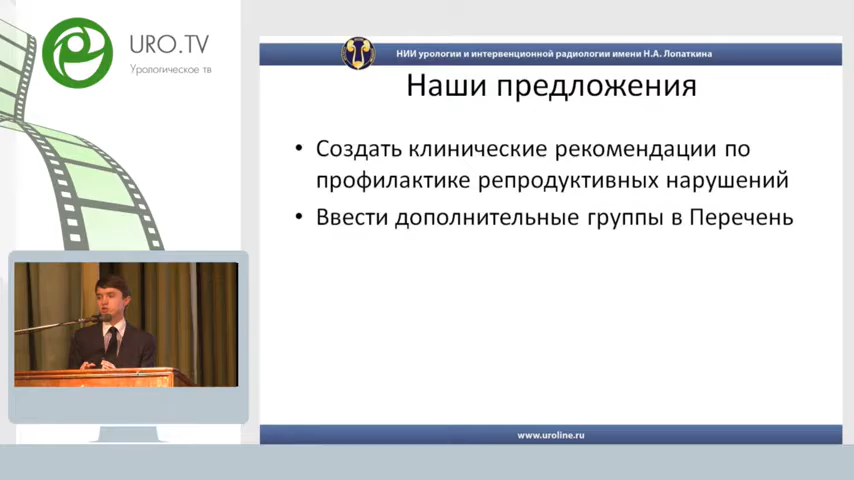 URO.TV
Урологическое тв
НИИ урологии и интервенционной радиологии имени Н.А. Лопаткина
Наши предложения
• Создать клинические рекомендации по
профилактике репродуктивных нарушений
• Ввести дополнительные группы в Перечень
www.uroline.ru